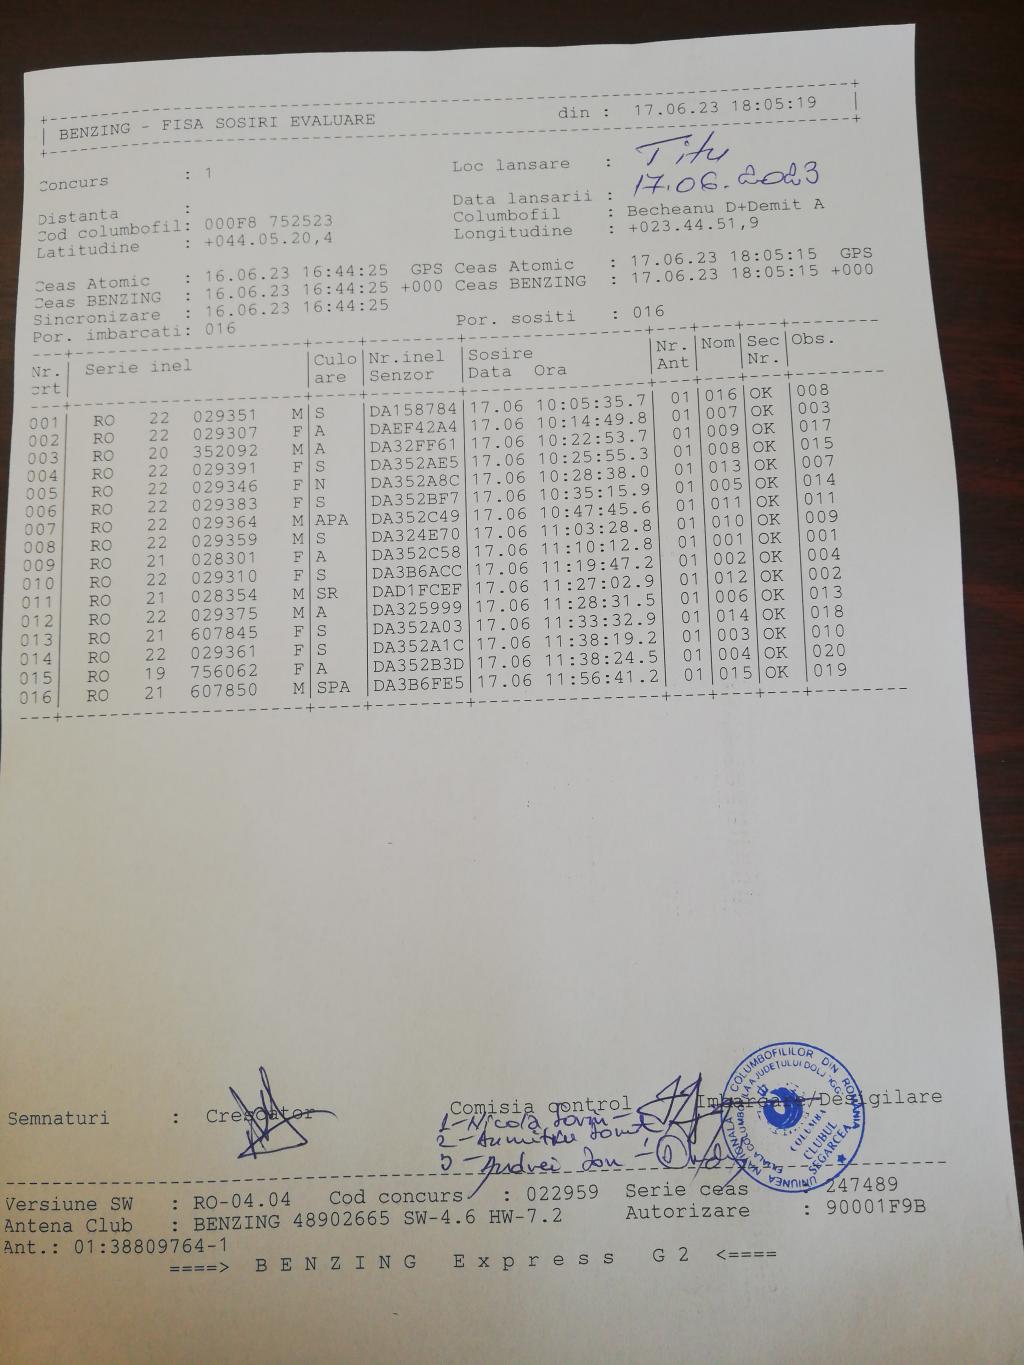 BENZING - FISA SOSIRI EVALUARE din : 17.06.23 18:05:19
Concurs : 1 Loc lansare : Titu
Data lansarii : 17.06.2023
Distanta : Columbofil : Becheanu D+Demit A
Cod columbofil: 000F8 752523 Longitudine : +023.44.51,9
Latitudine : +044.05.20,4
Ceas Atomic : 16.06.23 16:44:25 GPS Ceas Atomic : 17.06.23 18:05:15 GPS
Ceas BENZING : 16.06.23 16:44:25 +000 Ceas BENZING : 17.06.23 18:05:15 +000
Sincronizare : 16.06.23 16:44:25
Por. imbarcati: 016 Por. sositi : 016
Nr. Serie inel Culo Nr.inel Sosire Nr. Nom Sec Obs.
crt are Senzor Data Ora Ant Nr.
001 RO 22 029351 M S DA158784 17.06 10:05:35.7 01 016 OK 008
002 RO 22 029307 F A DAEF42A4 17.06 10:14:49.8 01 007 OK 003
003 RO 20 352092 M A DA32FF61 17.06 10:22:53.7 01 009 OK 017
004 RO 22 029391 F S DA352AE5 17.06 10:25:55.3 01 008 OK 015
005 RO 22 029346 F N DA352A8C 17.06 10:28:38.0 01 013 OK 007
006 RO 22 029383 F S DA352BF7 17.06 10:35:15.9 01 005 OK 014
007 RO 22 029364 M APA DA352C49 17.06 10:47:45.6 01 011 OK 011
008 RO 22 029359 M S DA324E70 17.06 11:03:28.8 01 010 OK 009
009 RO 21 028301 F A DA352C58 17.06 11:10:12.8 01 001 OK 001
010 RO 22 029310 F S DA3B6ACC 17.06 11:19:47.2 01 002 OK 004
011 RO 21 028354 M SR DAD1FCEF 17.06 11:27:02.9 01 012 OK 002
012 RO 22 029375 M A DA325999 17.06 11:28:31.5 01 006 OK 013
013 RO 21 607845 F S DA352A03 17.06 11:33:32.9 01 014 OK 018
014 RO 22 029361 F S DA352A1C 17.06 11:38:19.2 01 003 OK 010
015 RO 19 756062 F A DA352B3D 17.06 11:38:24.5 01 004 OK 020
016 RO 21 607850 M SPA DA3B6FE5 17.06 11:56:41.2 01 015 OK 019
Semnaturi : Crescator Comisia control Imbarcare/Desigilare
1-Nicola
2-Dumitru
3-Andrei Ion
UNIUNEA NATIONALA A COLUMBOFILILOR DIN ROMANIA
COLUMBA
CLUBUL
SEGARCEA
Versiune SW : RO-04.04 Cod concurs : 022959 Serie ceas : 247489
Antena Club : BENZING 48902665 SW-4.6 HW-7.2 Autorizare : 90001F9B
Ant.: 01:38809764-1
====> BENZING Express G2 <====